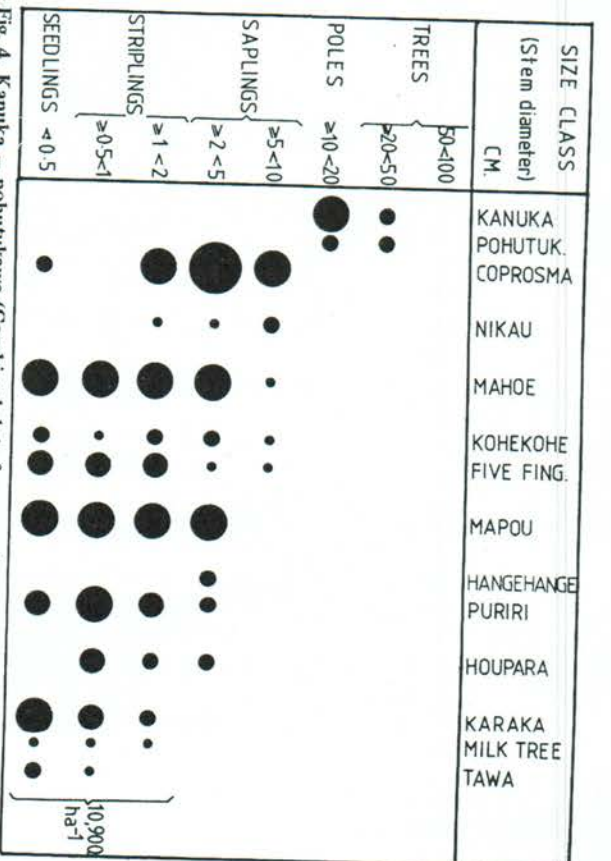 SIZE CLASS
(Stem diameter)
CM.
TREES
50<100
≥20<50
POLES ≥10<20
SAPLINGS
≥5<10
≥2<5
STRIPLINGS
≥1<2
≥0·5<1
SEEDLINGS <0·5
KANUKA
POHUTUK.
COPROSMA
NIKAU
MAHOE
KOHEKOHE
FIVE FING.
MAPOU
HANGEHANGE
PURIRI
HOUPARA
KARAKA
MILK TREE
TAWA
10,900
ha-1
Fig. 4 Kanuka – pohutukawa